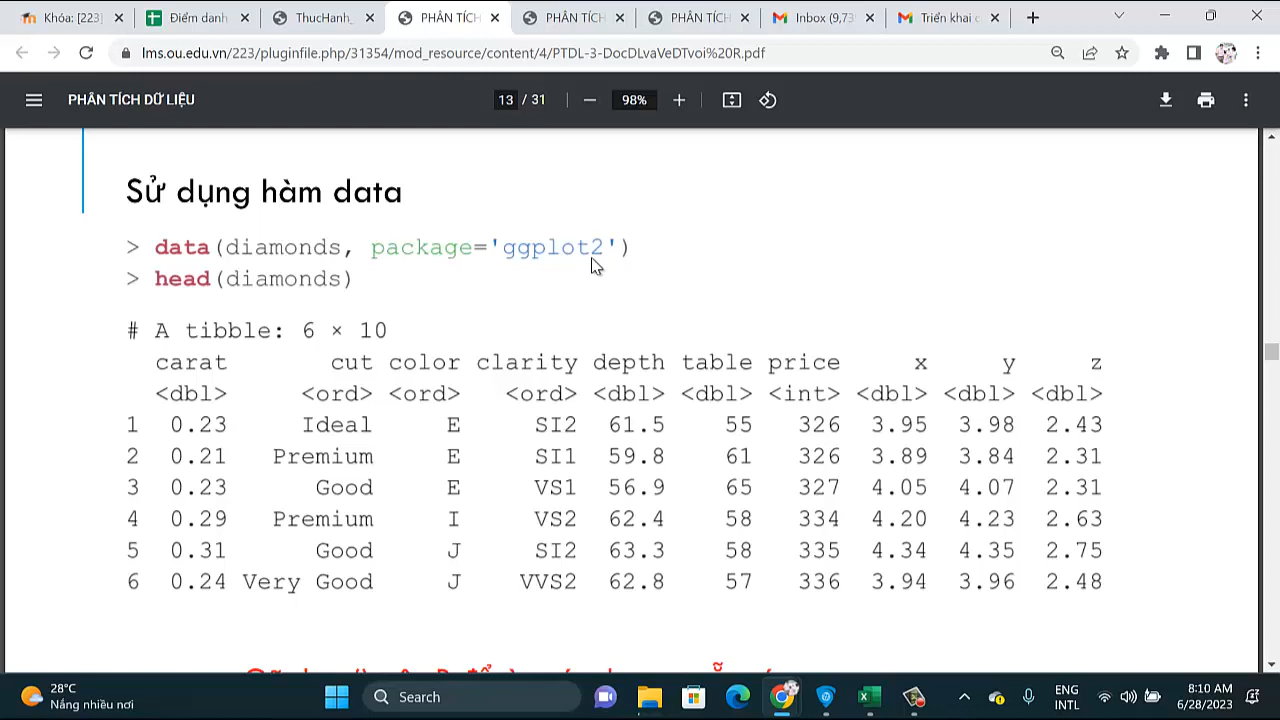 Khóa: [223]
Điểm danh
ThucHanh_
PHÂN TÍCH
PHÂN TÍCH
PHÂN TÍCH
Inbox (9,73
Triển khai c
lms.ou.edu.vn/223/pluginfile.php/31354/mod_resource/content/4/PTDL-3-DocDLvaVeDTvoi%20R.pdf
PHÂN TÍCH DỮ LIỆU
13 / 31
98%
Sử dụng hàm data
> data(diamonds, package='ggplot2')
> head(diamonds)
# A tibble: 6 × 10
carat cut color clarity depth table price x y z
<dbl> <ord> <ord> <ord> <dbl> <dbl> <int> <dbl> <dbl> <dbl>
1 0.23 Ideal E SI2 61.5 55 326 3.95 3.98 2.43
2 0.21 Premium E SI1 59.8 61 326 3.89 3.84 2.31
3 0.23 Good E VS1 56.9 65 327 4.05 4.07 2.31
4 0.29 Premium I VS2 62.4 58 334 4.20 4.23 2.63
5 0.31 Good J SI2 63.3 58 335 4.34 4.35 2.75
6 0.24 Very Good J VVS2 62.8 57 336 3.94 3.96 2.48
28°C
Nắng nhiều nơi
Search
ENG
INTL
8:10 AM
6/28/2023